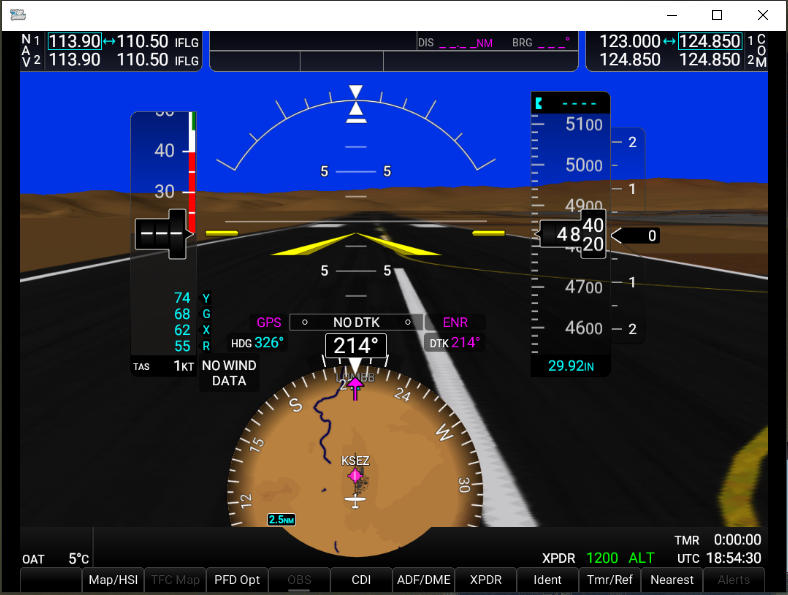 N A V 1 113.90 ↔ 110.50 IFLG
2 113.90 110.50 IFLG
DIS _ _._ _NM BRG _ _ _°
123.000 ↔ 124.850 1 C O M
124.850 124.850 2
40
30
---
74 Y
68 G
62 X
55 R
TAS 1KT
NO WIND
DATA
5 5
5 5
----
5100
5000
4900
48 40
20
4700
4600
29.92IN
2
1
0
1
2
GPS NO DTK ENR
HDG 326° 214° DTK 214°
S 24 W 30
15
12
KSEZ
2.5NM
OAT 5°C
TMR 0:00:00
XPDR 1200 ALT UTC 18:54:30
Map/HSI TFC Map PFD Opt OBS CDI ADF/DME XPDR Ident Tmr/Ref Nearest Alerts